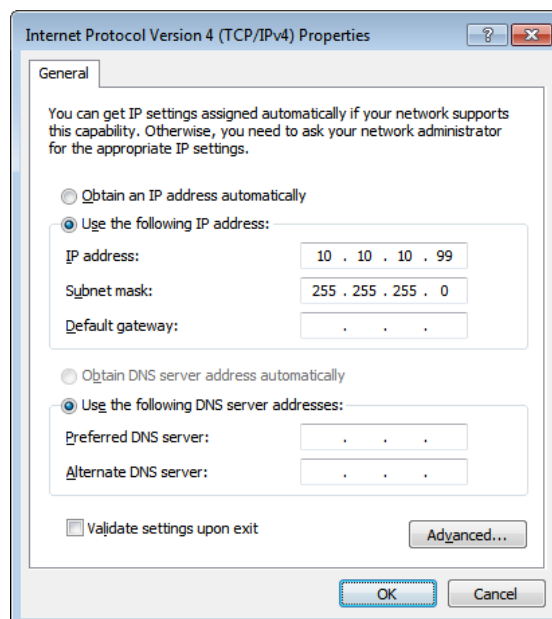 Internet Protocol Version 4 (TCP/IPv4) Properties
General
You can get IP settings assigned automatically if your network supports
this capability. Otherwise, you need to ask your network administrator
for the appropriate IP settings.
Obtain an IP address automatically
Use the following IP address:
IP address: 10 . 10 . 10 . 99
Subnet mask: 255 . 255 . 255 . 0
Default gateway: . . .
Obtain DNS server address automatically
Use the following DNS server addresses:
Preferred DNS server: . . .
Alternate DNS server: . . .
Validate settings upon exit
Advanced...
OK Cancel